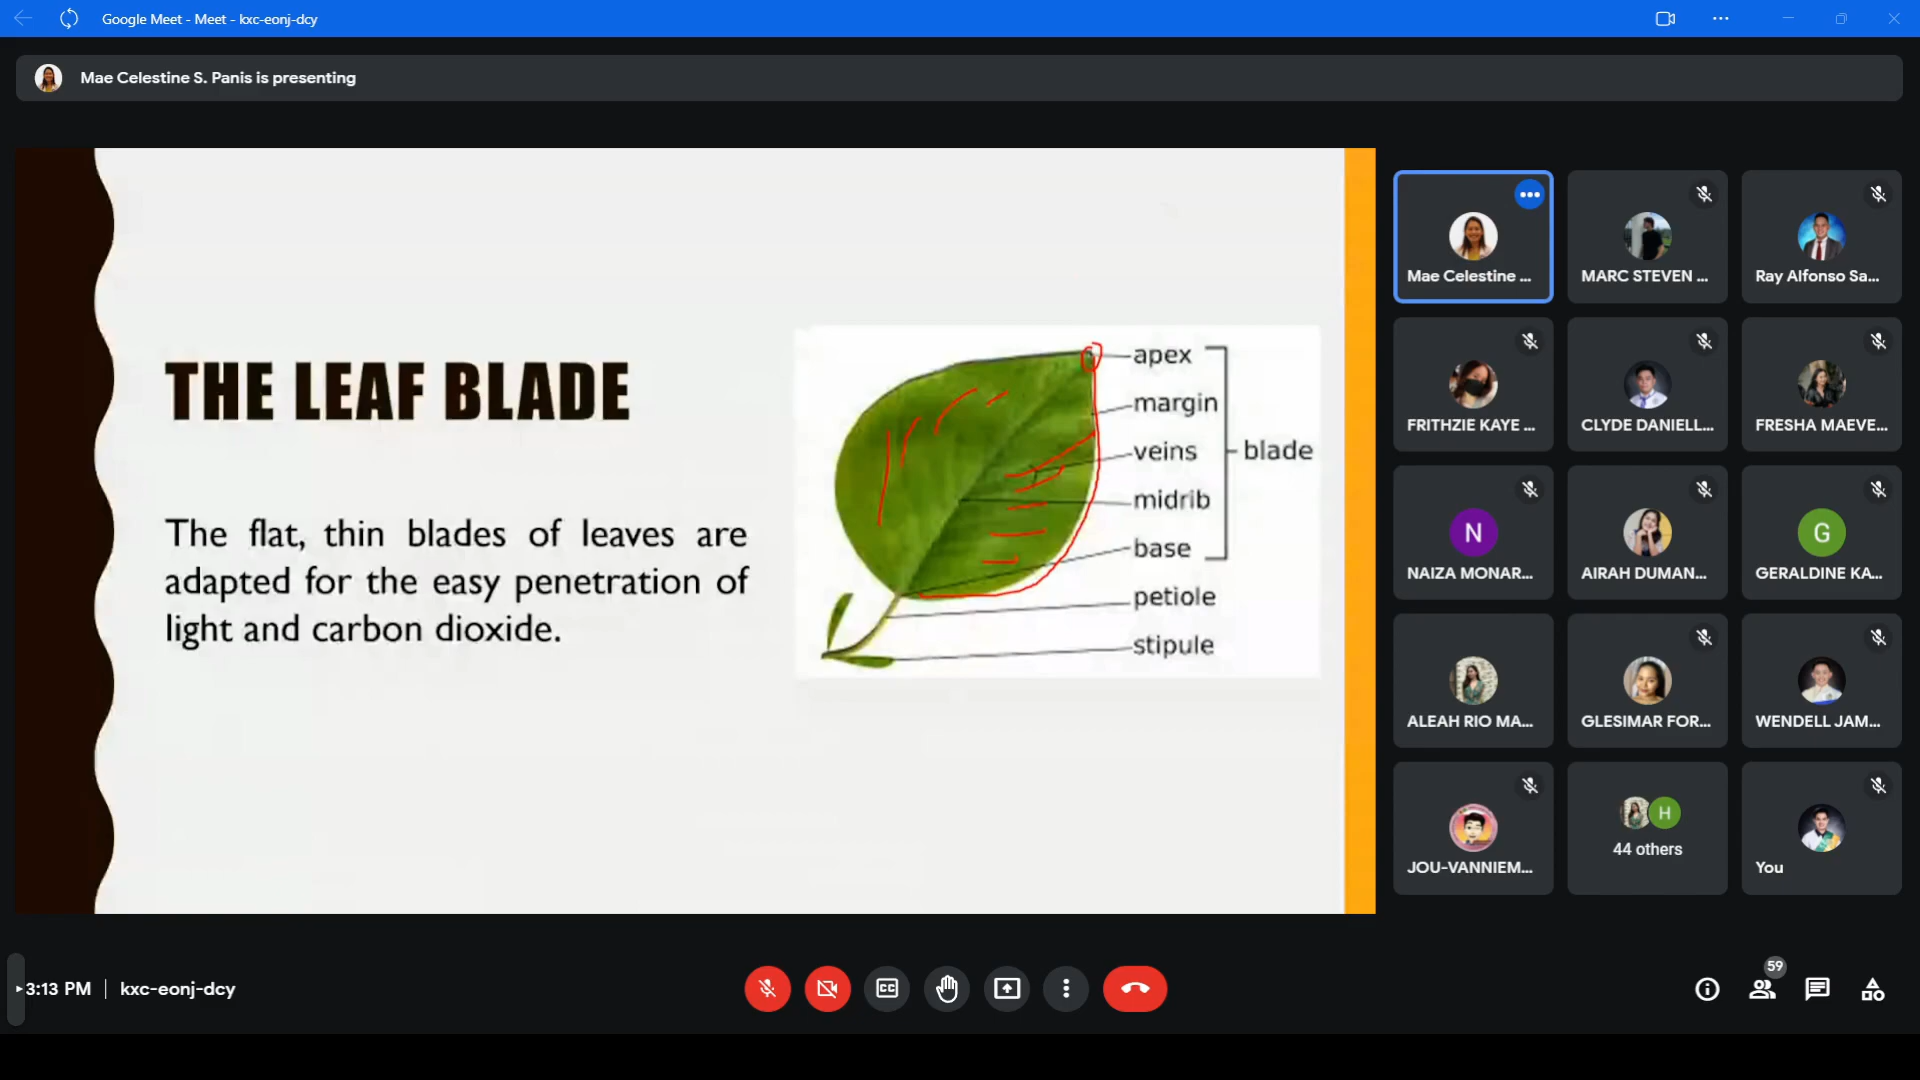 Google Meet - Meet - kxc-eonj-dcy
Mae Celestine S. Panis is presenting
THE LEAF BLADE
The flat, thin blades of leaves are
adapted for the easy penetration of
light and carbon dioxide.
apex
margin
veins
blade
midrib
base
petiole
stipule
Mae Celestine ...
MARC STEVEN ...
Ray Alfonso Sa...
FRITHZIE KAYE ...
CLYDE DANIELL...
FRESHA MAEVE...
N
G
NAIZA MONAR...
AIRAH DUMAN...
GERALDINE KA...
ALEAH RIO MA...
GLESIMAR FOR...
WENDELL JAM...
H
44 others
JOU-VANNIEM...
You
3:13 PM | kxc-eonj-dcy
CC
59